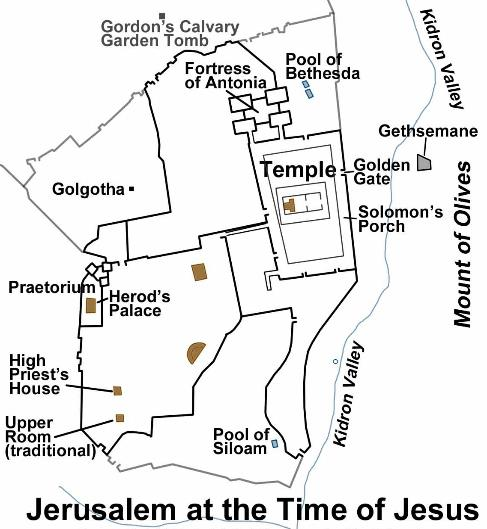 Gordon's Calvary
Garden Tomb
Kidron Valley
Fortress
of Antonia
Pool of
Bethesda
Gethsemane
Temple
Golden
Gate
Golgotha
Solomon's
Porch
Mount of Olives
Praetorium
Herod's
Palace
High
Priest's
House
Kidron Valley
Upper
Room
(traditional)
Pool of
Siloam
Jerusalem at the Time of Jesus